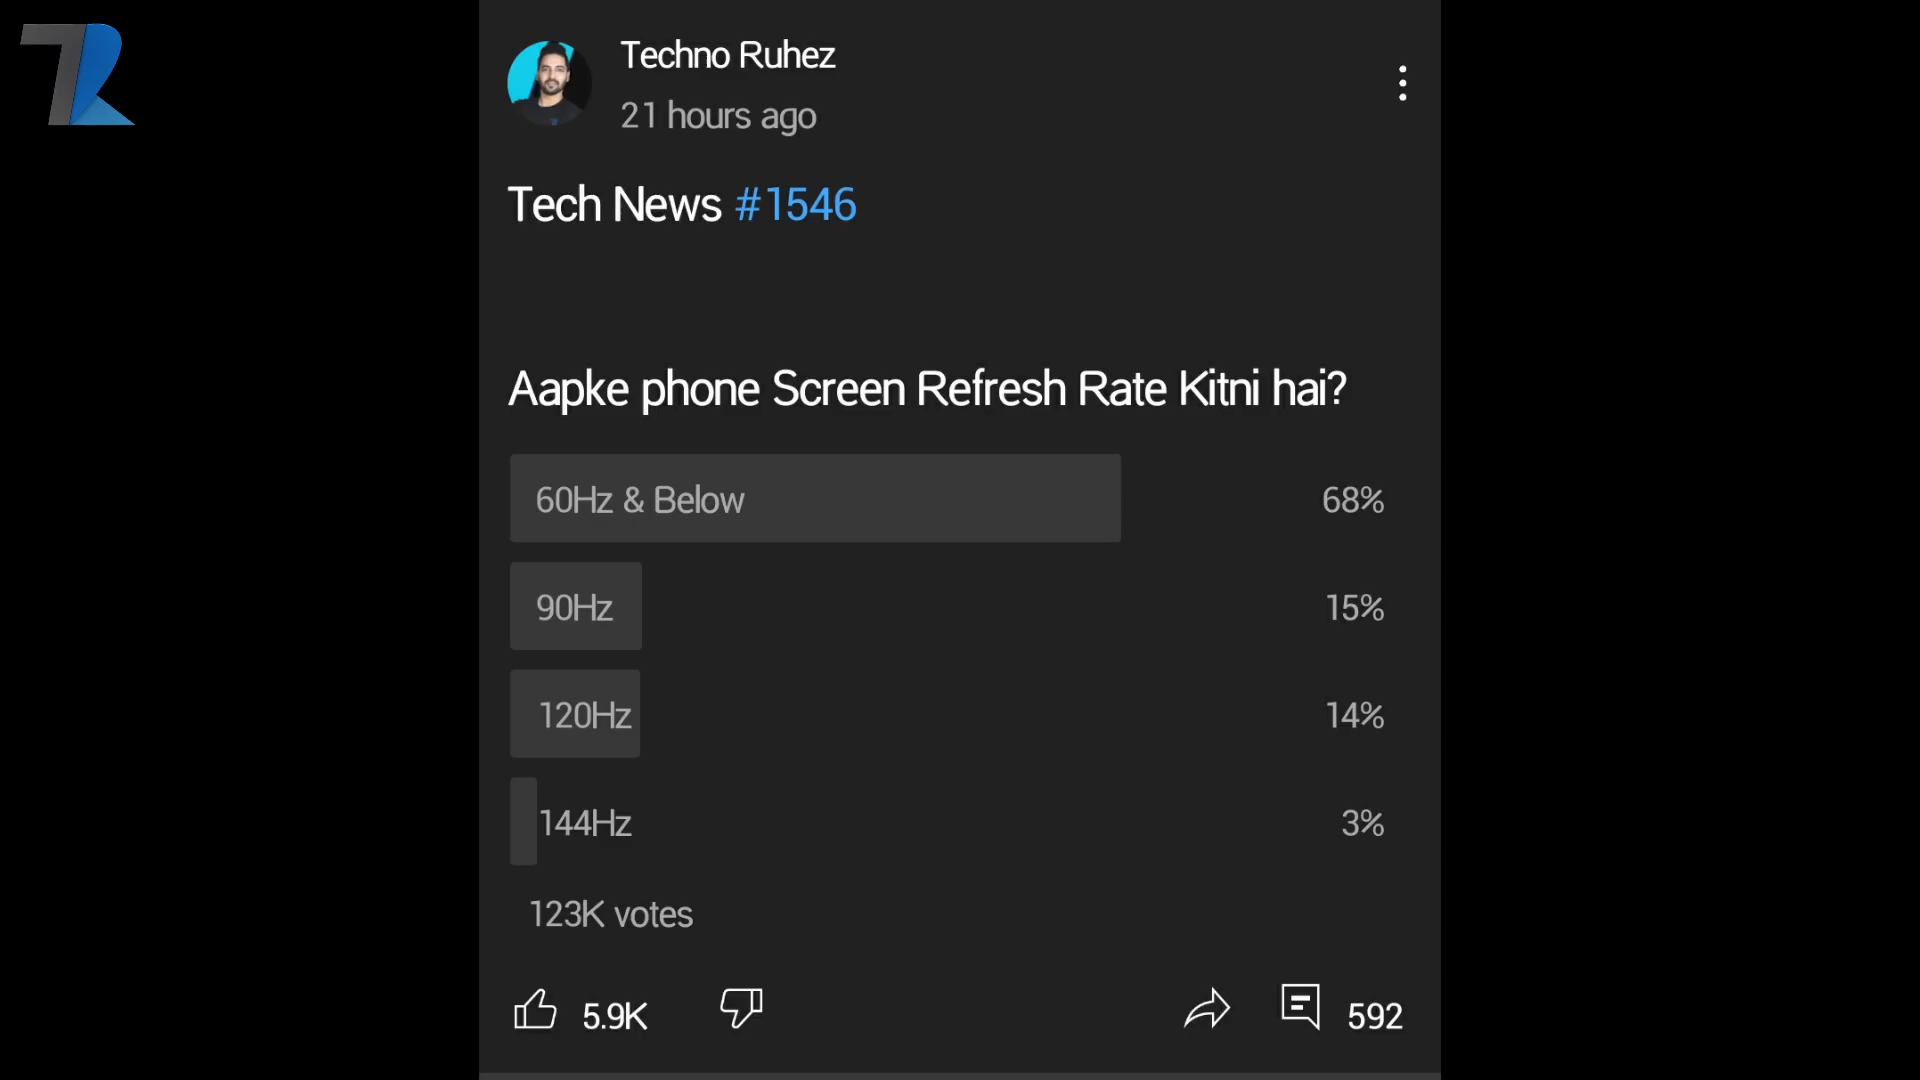 Techno Ruhez
21 hours ago
Tech News #1546
Aapke phone Screen Refresh Rate Kitni hai?
60Hz & Below 68%
90Hz 15%
120Hz 14%
144Hz 3%
123K votes
5.9K 592